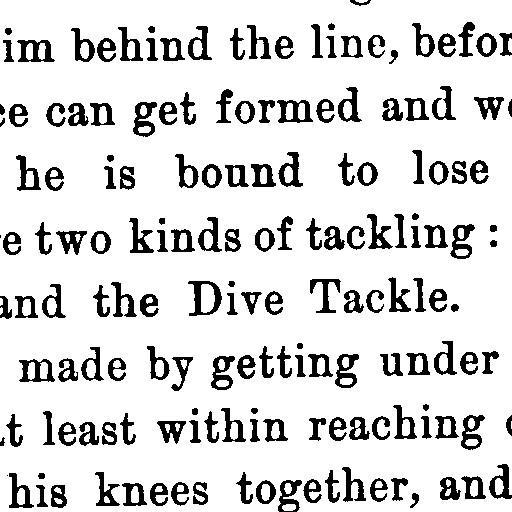 im behind the line, befor
ce can get formed and w
he is bound to lose
e two kinds of tackling :
and the Dive Tackle.
made by getting under
t least within reaching
his knees together, and